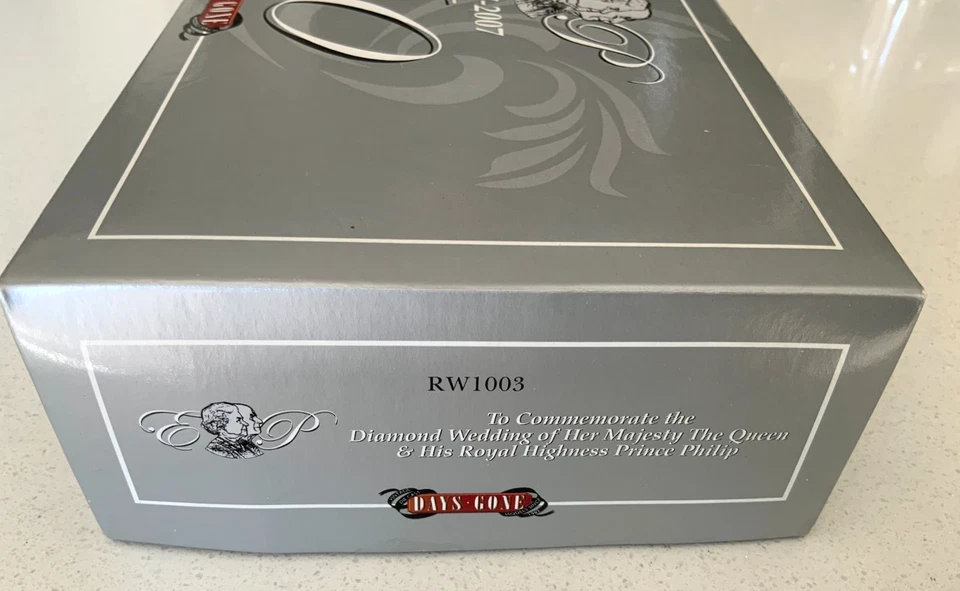 GONE
2007
P
RW1003
E P
To Commemorate the
Diamond Wedding of Her Majesty The Queen
& His Royal Highness Prince Philip
DAYS · GONE